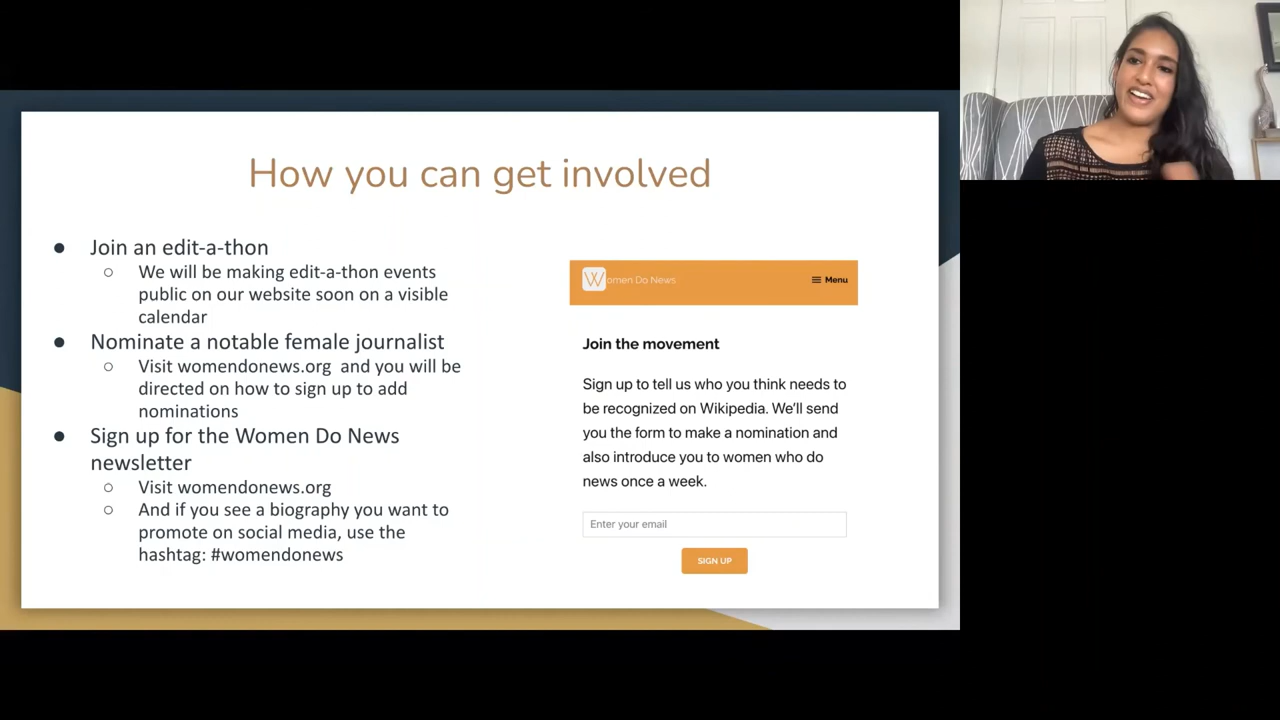 How you can get involved
● Join an edit-a-thon
○ We will be making edit-a-thon events
public on our website soon on a visible
calendar
● Nominate a notable female journalist
○ Visit womendonews.org and you will be
directed on how to sign up to add
nominations
● Sign up for the Women Do News
newsletter
○ Visit womendonews.org
○ And if you see a biography you want to
promote on social media, use the
hashtag: #womendonews
Women Do News
Menu
Join the movement
Sign up to tell us who you think needs to
be recognized on Wikipedia. We’ll send
you the form to make a nomination and
also introduce you to women who do
news once a week.
Enter your email
SIGN UP